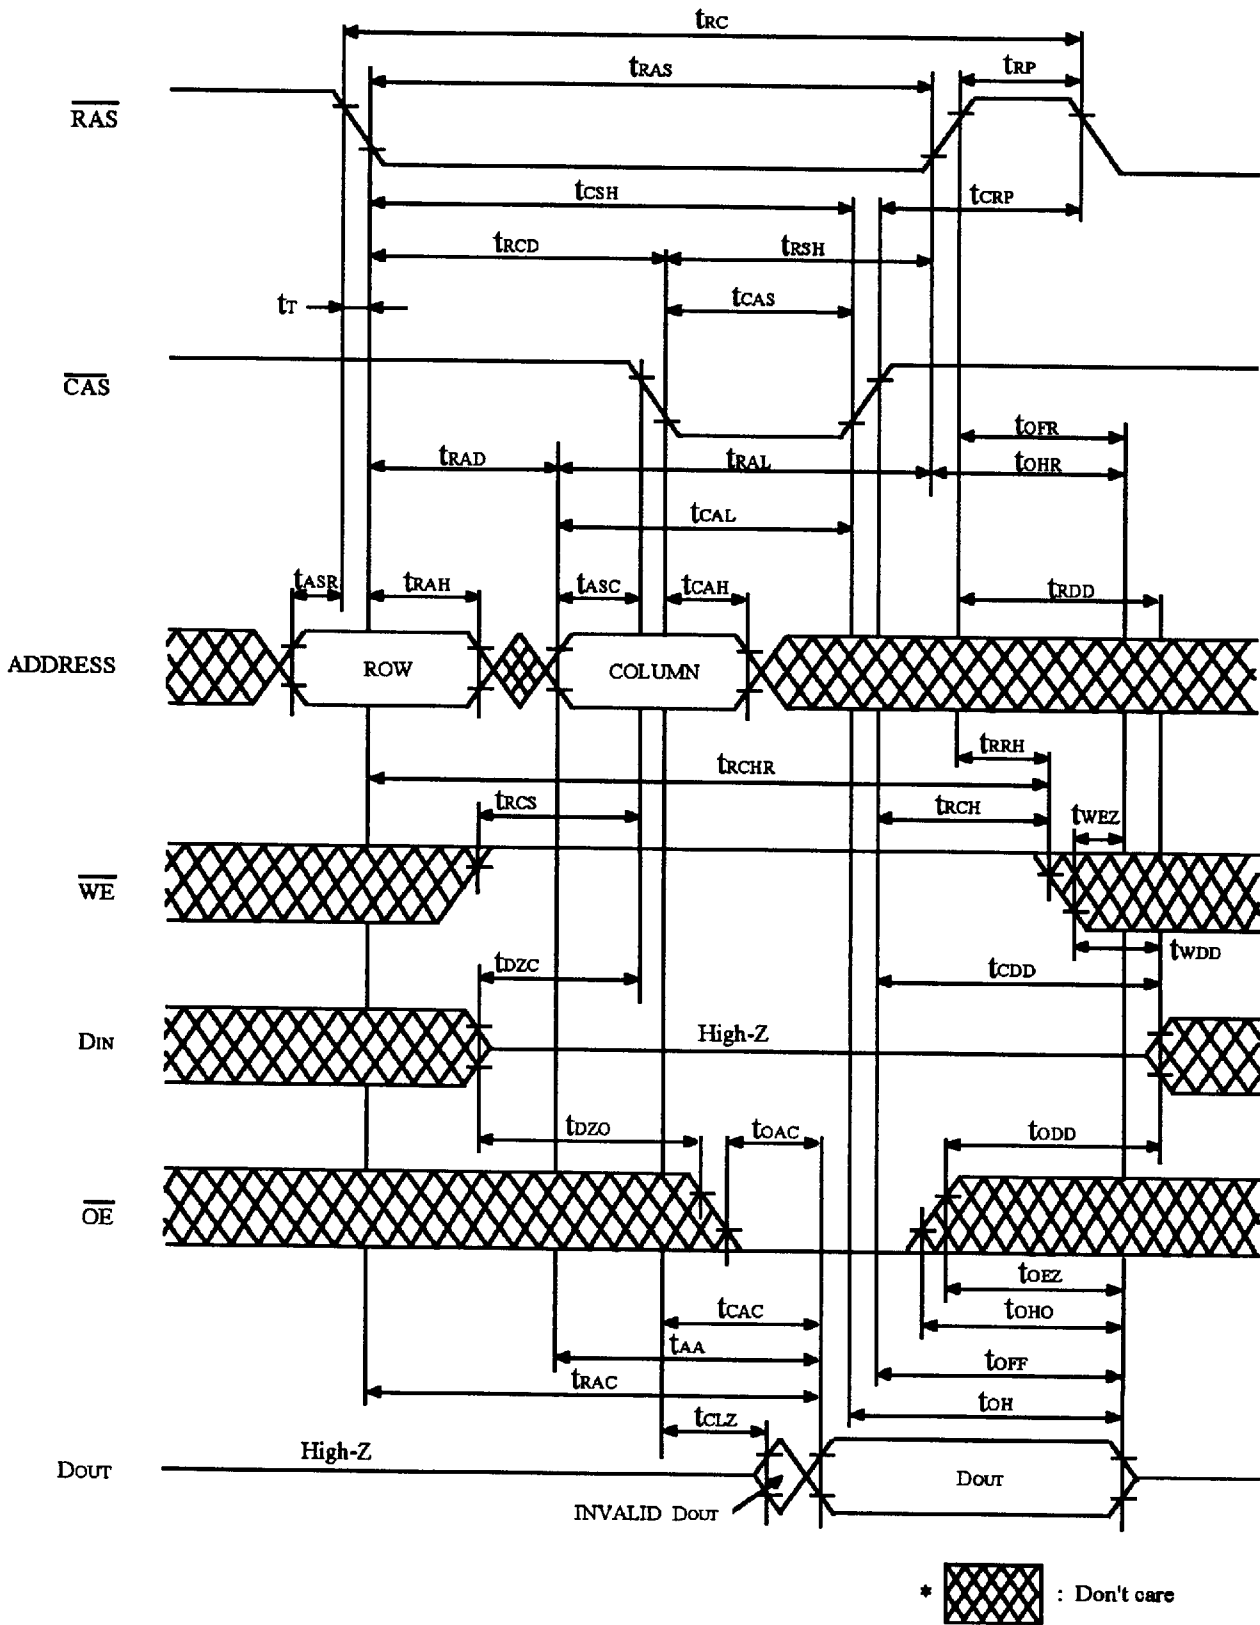 tRC
tRAS
tRP
RAS
tCSH
tCRP
tRCD
tRSH
tT
tCAS
CAS
tOFR
tRAD
tRAL
tOHR
tCAL
tASR
tRAH
tASC
tCAH
tRDD
ADDRESS
ROW
COLUMN
tRRH
tRCHR
tRCS
tRCH
tWEZ
WE
tWDD
tDZC
tCDD
DIN
High-Z
tDZO
tOAC
tODD
OE
tOEZ
tCAC
tOHO
tAA
tOFF
tRAC
tOH
tCLZ
High-Z
DOUT
DOUT
INVALID DOUT
* : Don't care